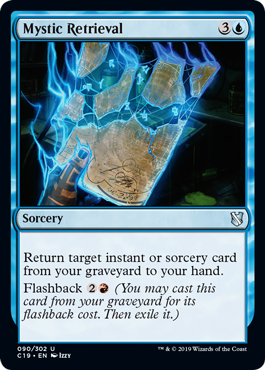 Mystic Retrieval 3
Sorcery
Return target instant or sorcery card
from your graveyard to your hand.
Flashback 2 (You may cast this
card from your graveyard for its
flashback cost. Then exile it.)
090/302 U
C19 • EN Izzy
™ & © 2019 Wizards of the Coast